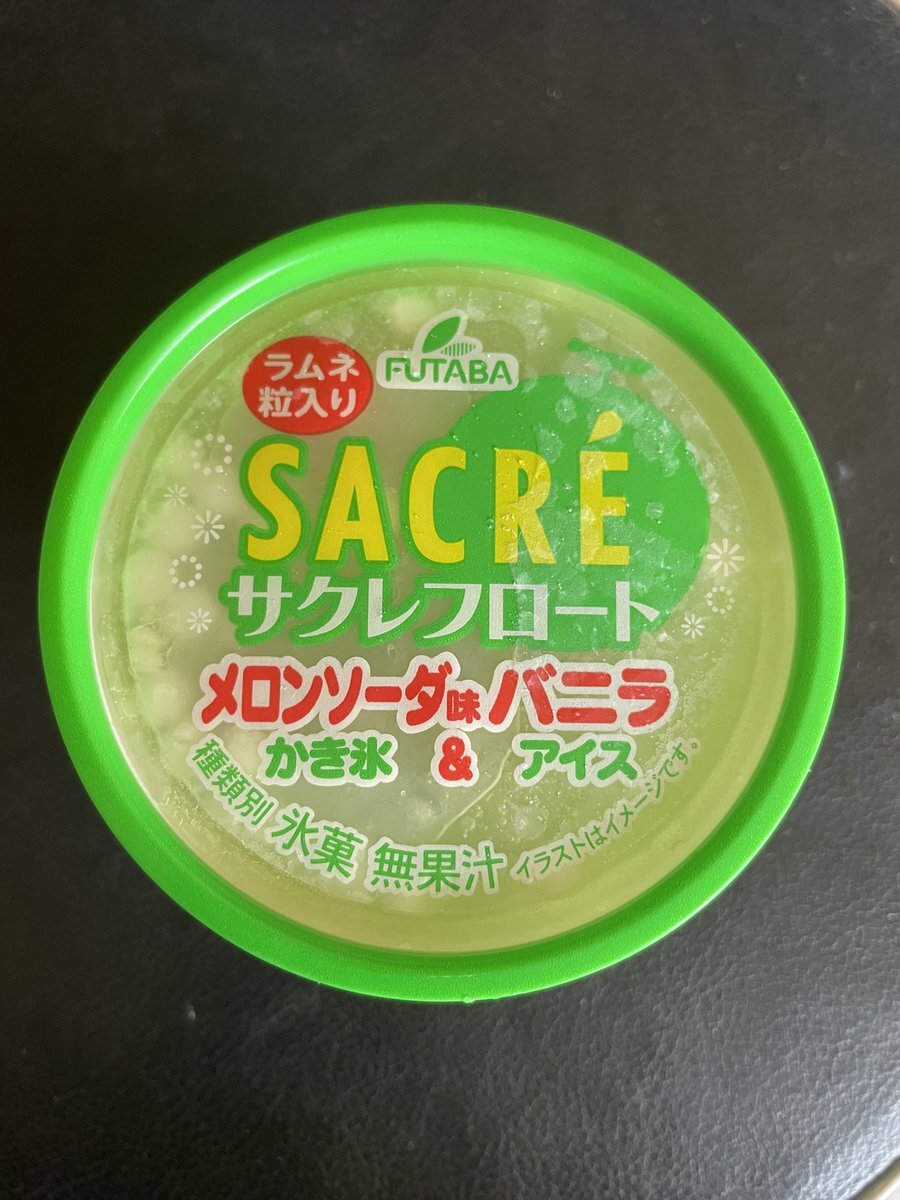 ラムネ
粒入り
FUTABA
SACRÉ
サクレフロート
メロンソーダ味バニラ
かき氷 & アイス
種類別 氷菓 無果汁 イラストはイメージです。